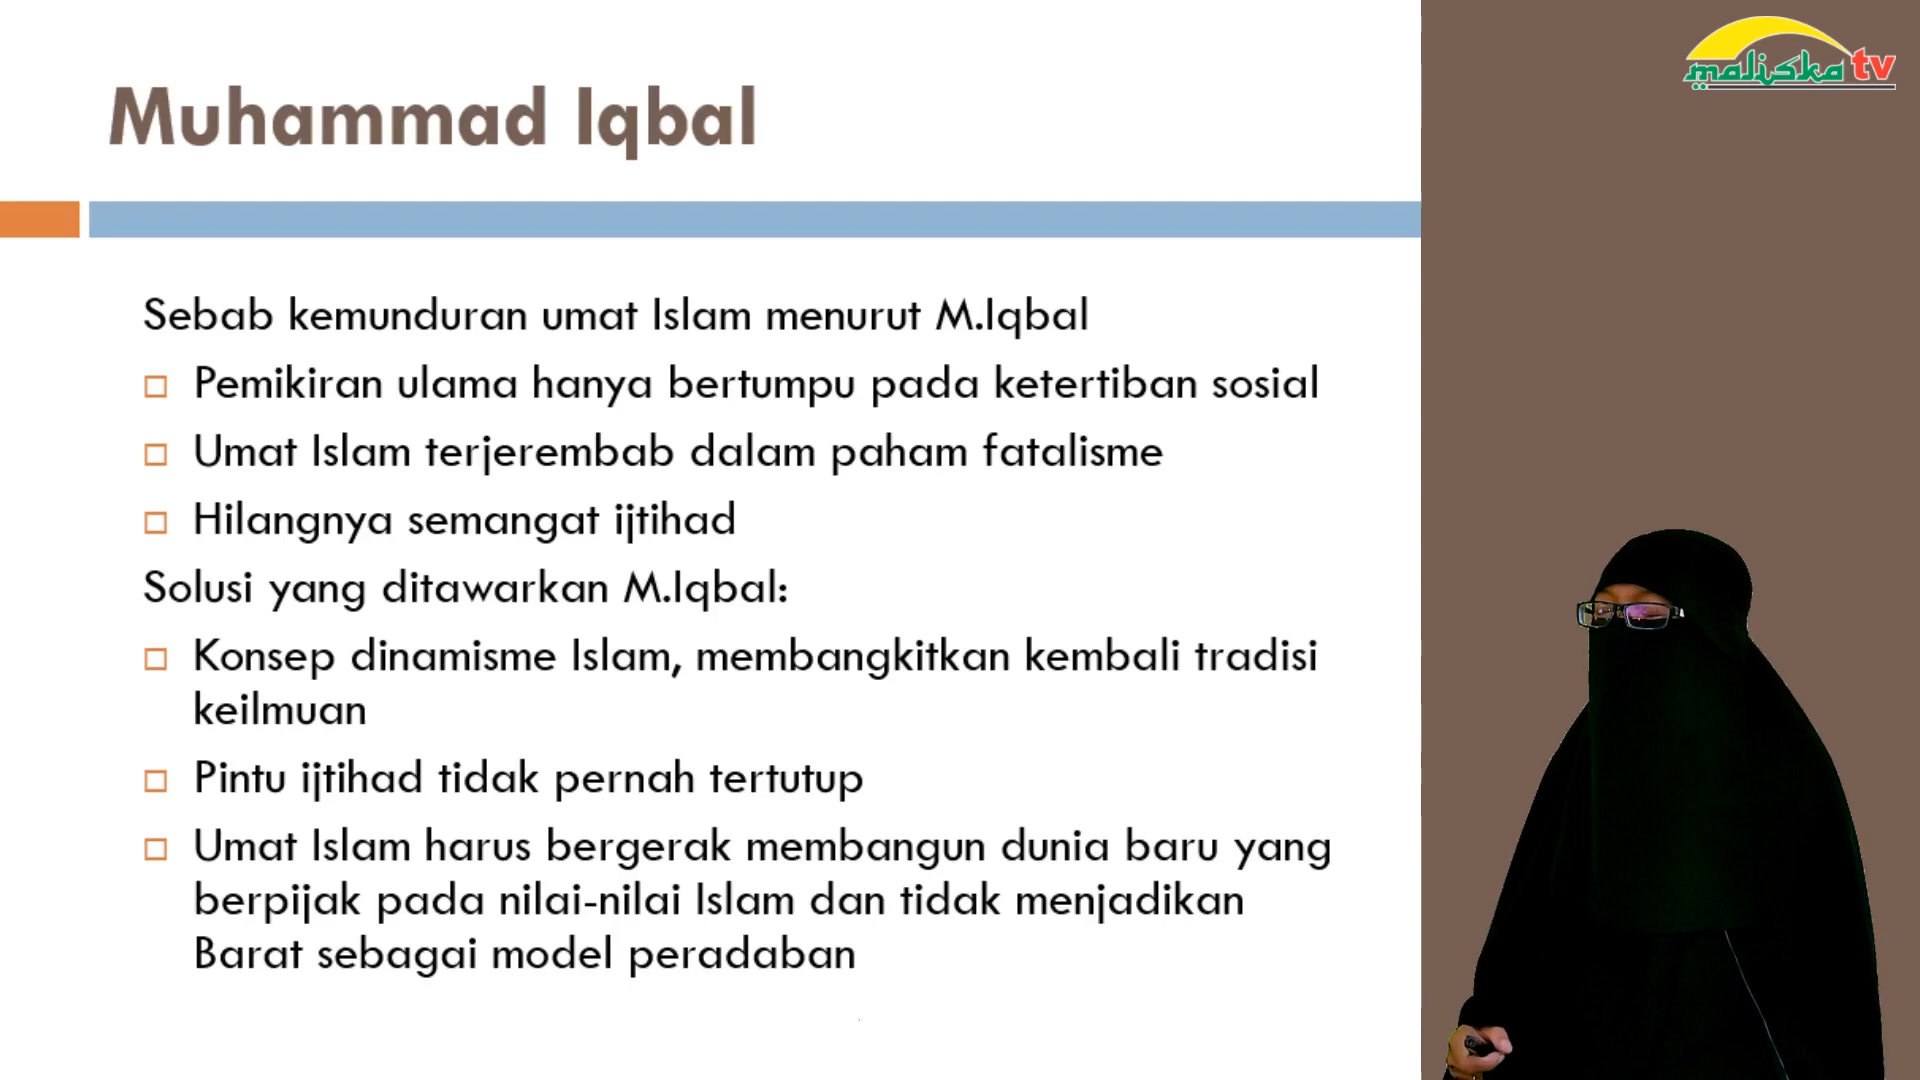 maliska tv
Muhammad Iqbal
Sebab kemunduran umat Islam menurut M.Iqbal
Pemikiran ulama hanya bertumpu pada ketertiban sosial
Umat Islam terjerembab dalam paham fatalisme
Hilangnya semangat ijtihad
Solusi yang ditawarkan M.Iqbal:
Konsep dinamisme Islam, membangkitkan kembali tradisi
keilmuan
Pintu ijtihad tidak pernah tertutup
Umat Islam harus bergerak membangun dunia baru yang
berpijak pada nilai-nilai Islam dan tidak menjadikan
Barat sebagai model peradaban